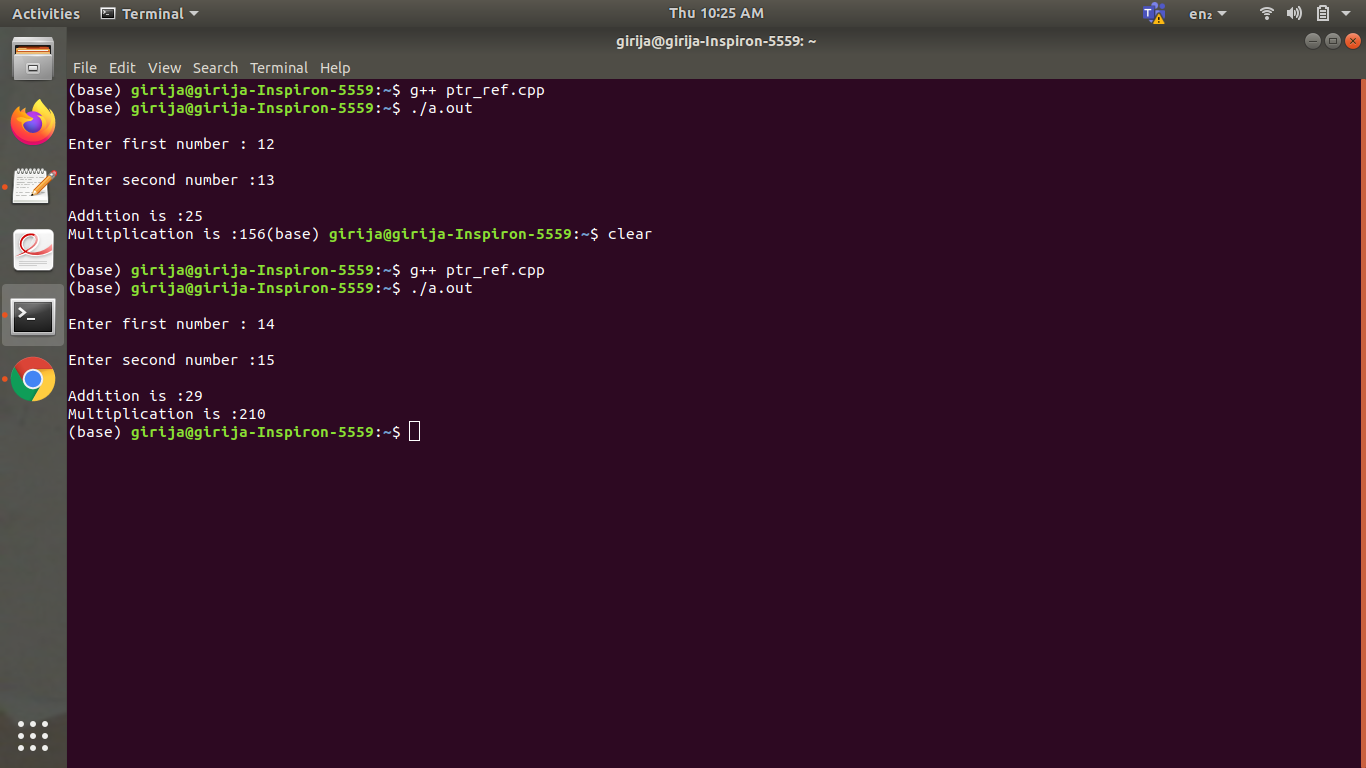 Activities Terminal Thu 10:25 AM en₂
girija@girija-Inspiron-5559: ~
File Edit View Search Terminal Help
(base) girija@girija-Inspiron-5559:~$ g++ ptr_ref.cpp
(base) girija@girija-Inspiron-5559:~$ ./a.out
Enter first number : 12
Enter second number :13
Addition is :25
Multiplication is :156(base) girija@girija-Inspiron-5559:~$ clear
(base) girija@girija-Inspiron-5559:~$ g++ ptr_ref.cpp
(base) girija@girija-Inspiron-5559:~$ ./a.out
Enter first number : 14
Enter second number :15
Addition is :29
Multiplication is :210
(base) girija@girija-Inspiron-5559:~$